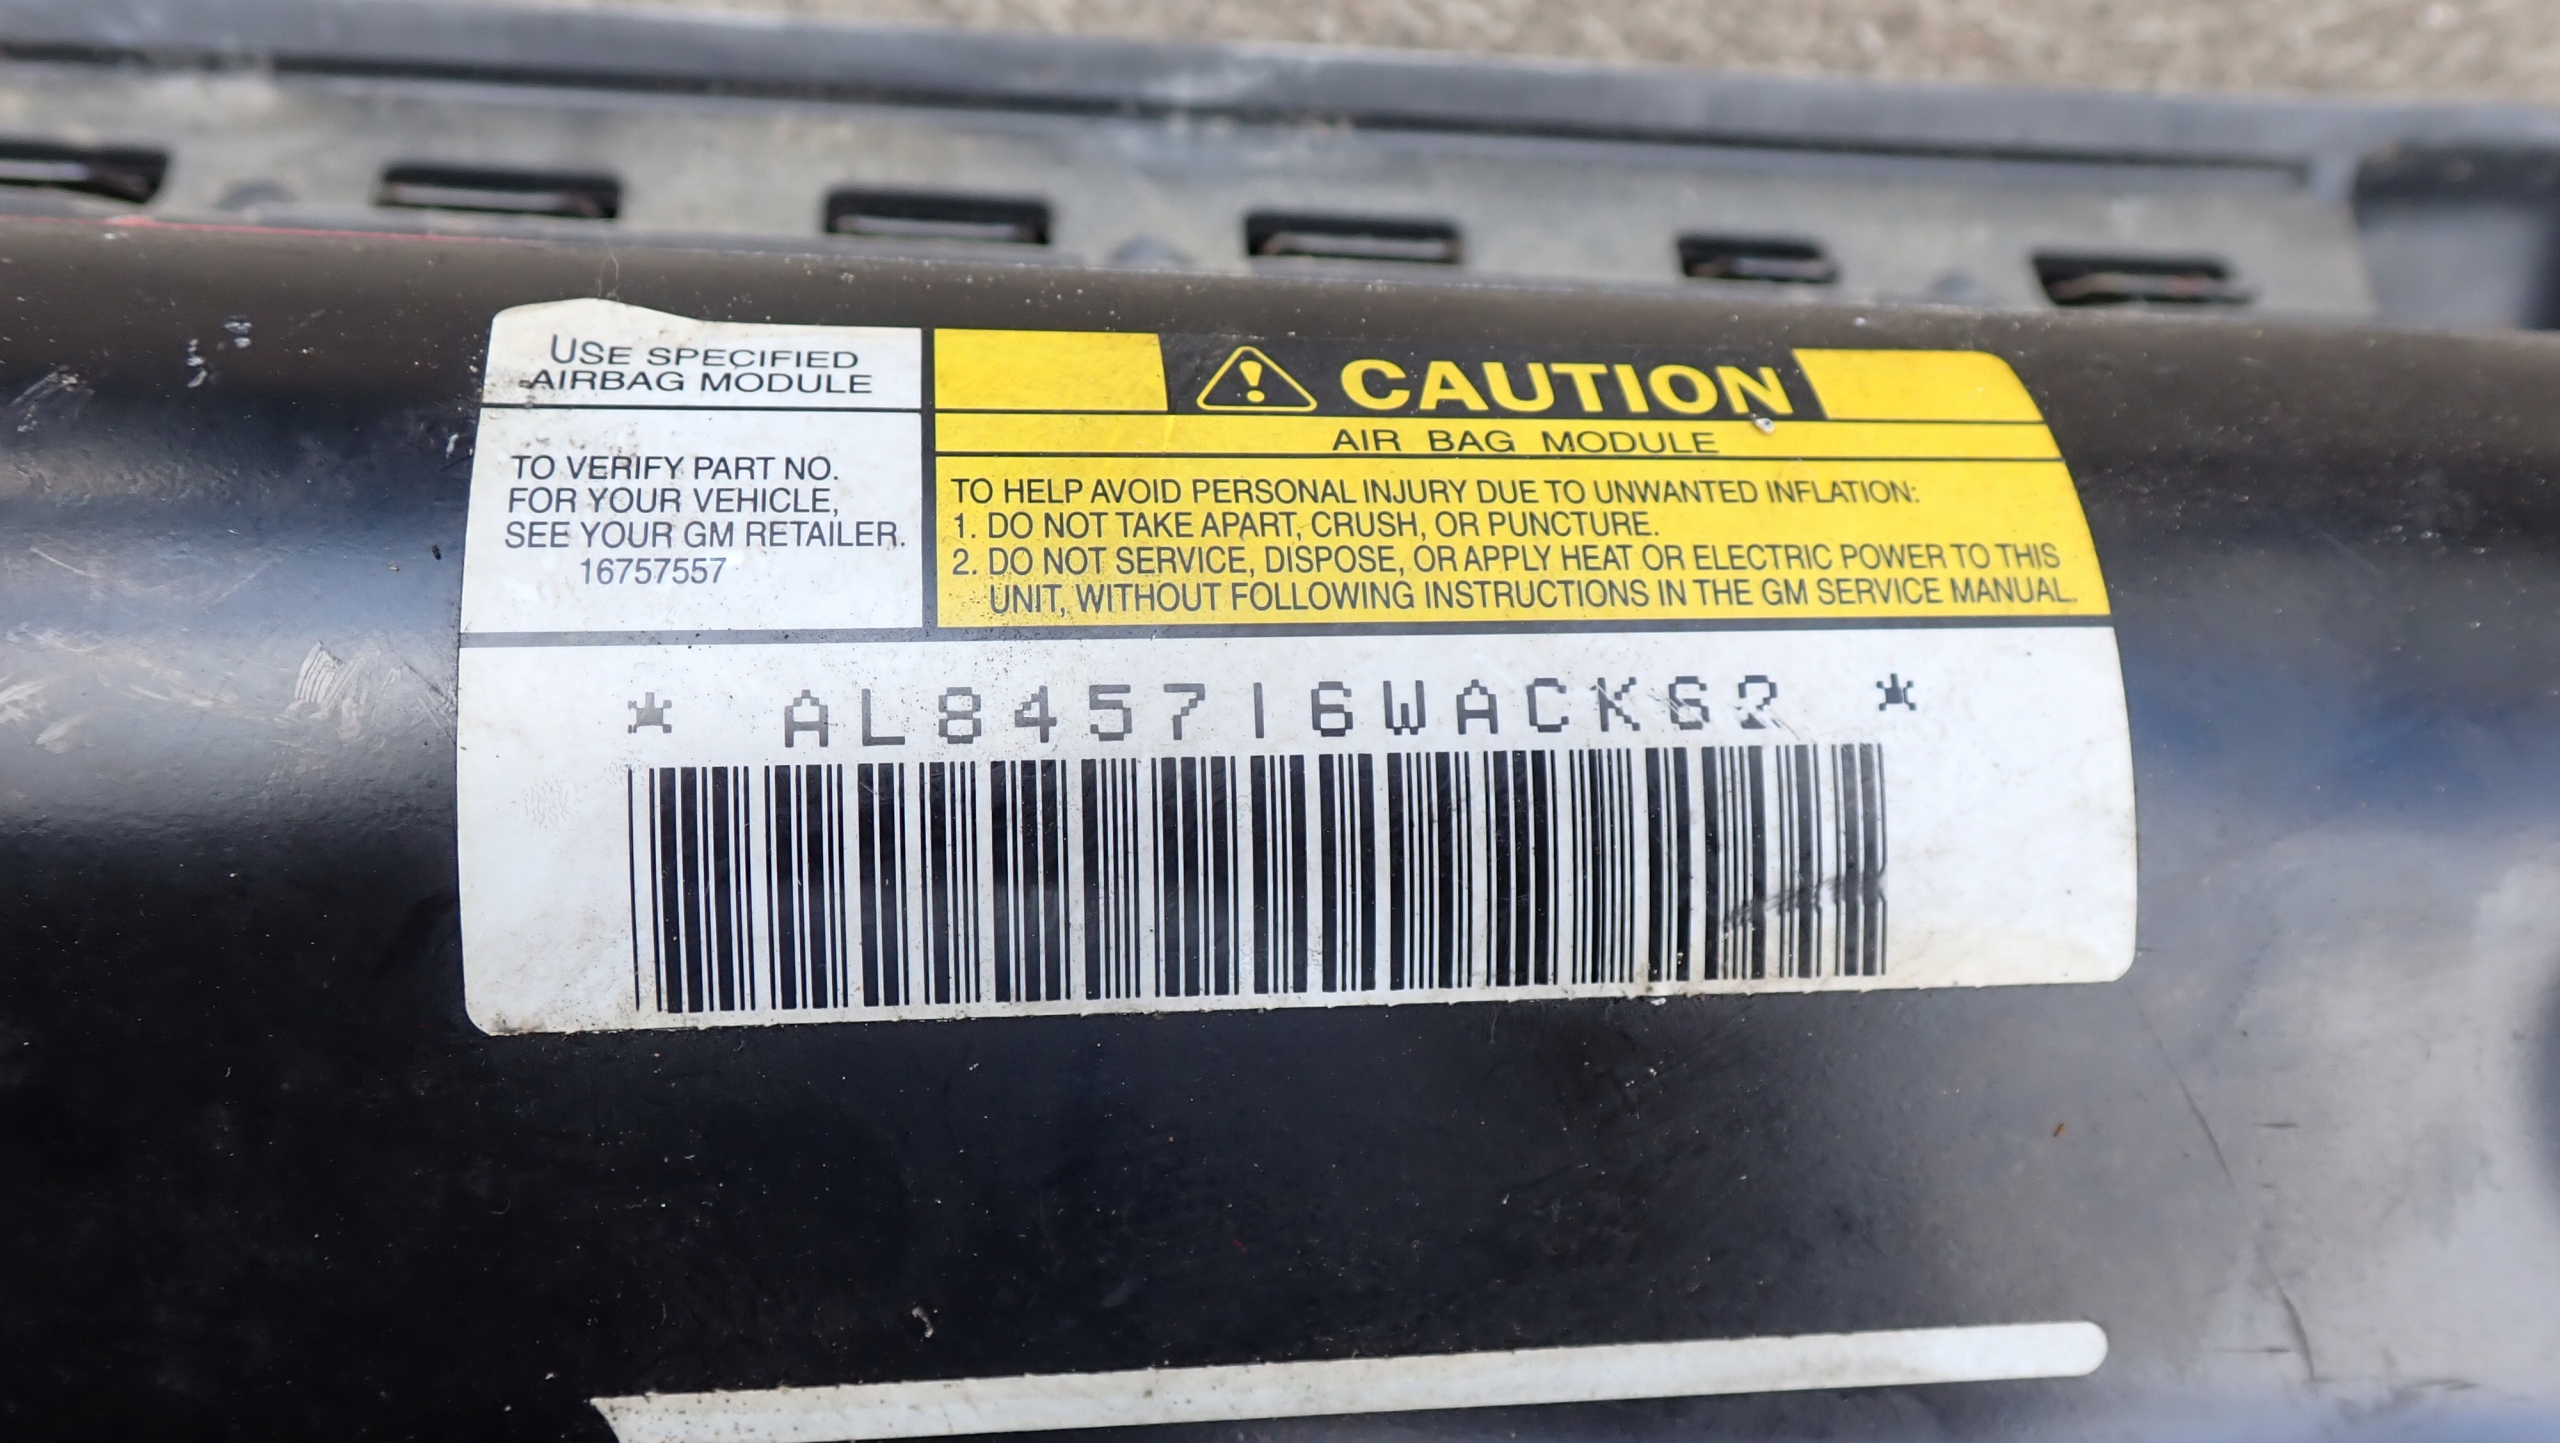 USE SPECIFIED
AIRBAG MODULE
TO VERIFY PART NO.
FOR YOUR VEHICLE,
SEE YOUR GM RETAILER.
16757557
CAUTION
AIR BAG MODULE
TO HELP AVOID PERSONAL INJURY DUE TO UNWANTED INFLATION:
1. DO NOT TAKE APART, CRUSH, OR PUNCTURE.
2. DO NOT SERVICE, DISPOSE, OR APPLY HEAT OR ELECTRIC POWER TO THIS
UNIT, WITHOUT FOLLOWING INSTRUCTIONS IN THE GM SERVICE MANUAL.
* AL845716WACK62 *